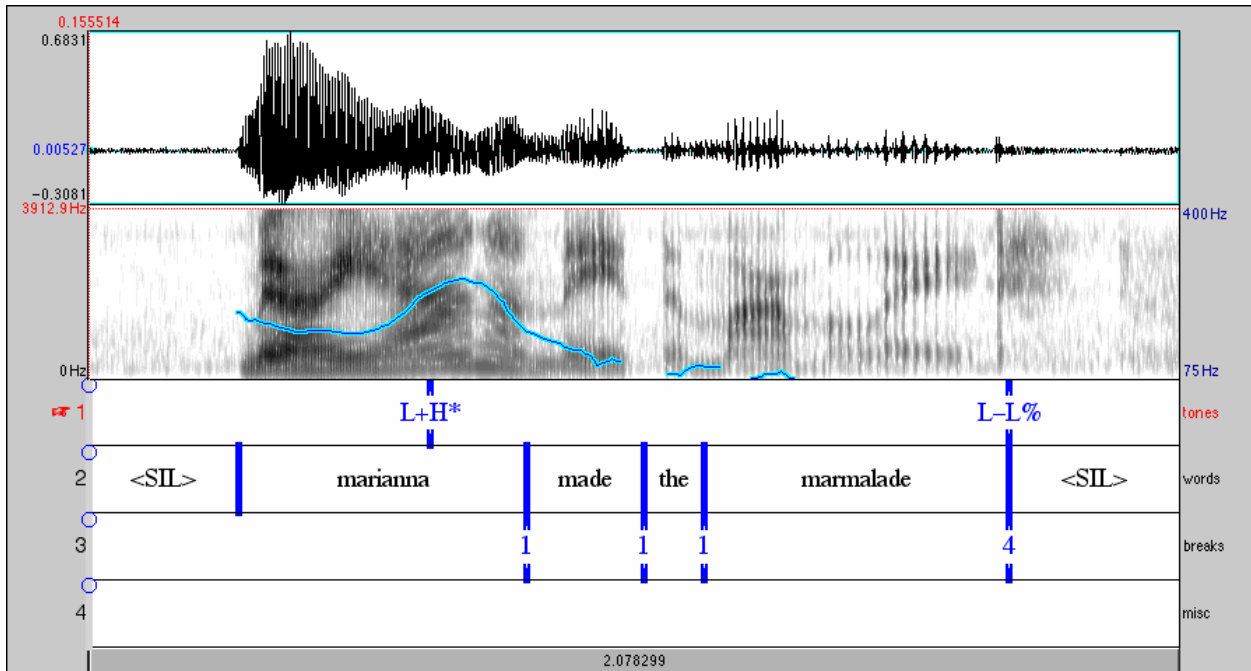 0.155514
0.6831
0.00527
−0.3081
3912.9Hz 400Hz
0Hz 75Hz
1 L+H* L−L% tones
2 <SIL> marianna made the marmalade <SIL> words
3 1 1 1 4 breaks
4 misc
2.078299